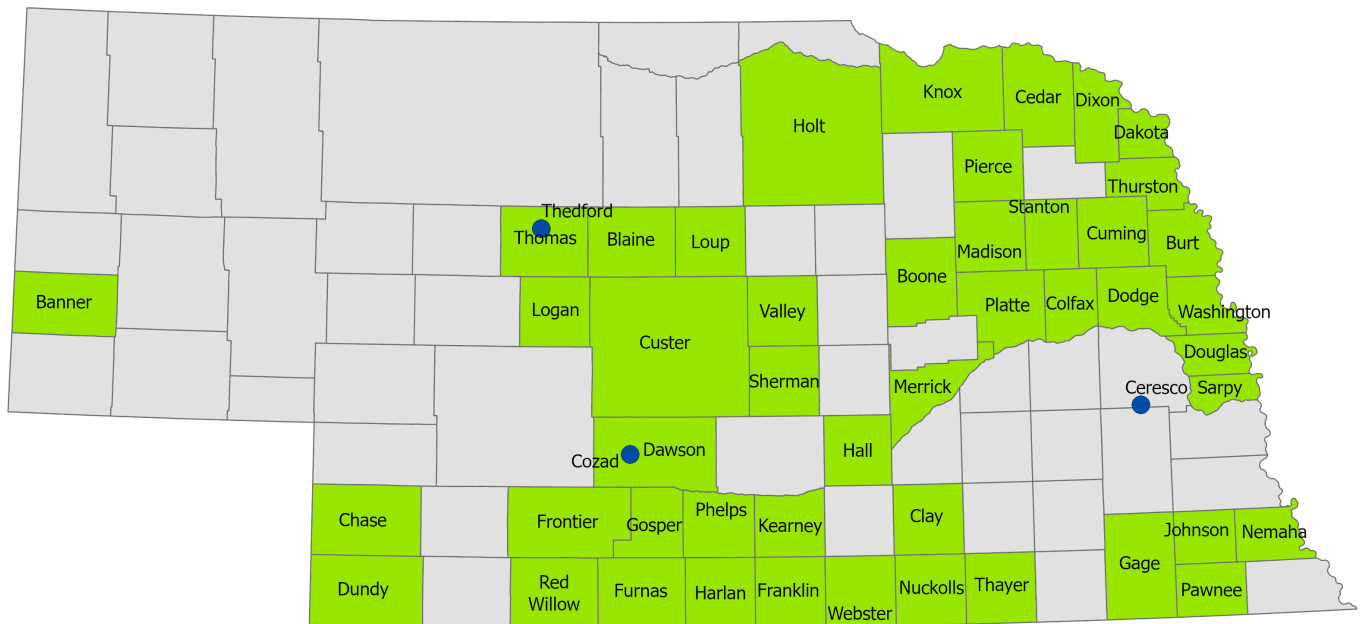 Knox
Cedar
Dixon
Holt
Dakota
Pierce
Thurston
Thedford
Stanton
Thomas
Blaine
Loup
Cuming
Madison
Burt
Boone
Banner
Logan
Valley
Platte
Colfax
Dodge
Washington
Custer
Douglas
Sherman
Merrick
Ceresco
Sarpy
Cozad
Dawson
Hall
Chase
Frontier
Gosper
Phelps
Kearney
Clay
Johnson
Nemaha
Gage
Dundy
Red
Willow
Furnas
Harlan
Franklin
Webster
Nuckolls
Thayer
Pawnee